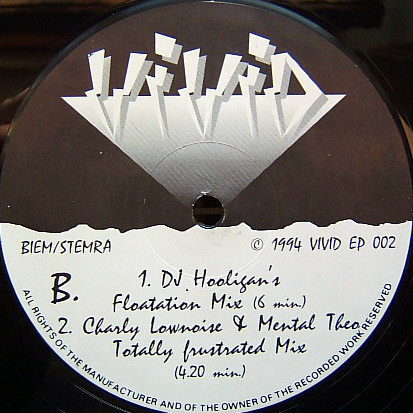 ViViD
BIEM/STEMRA
© 1994 VIVID EP 002
B.
1. DJ Hooligan's
Floatation Mix (6 min.)
2. Charly Lownoise & Mental Theo
Totally frustrated Mix
(4.20 min.)
ALL RIGHTS OF THE MANUFACTURER AND OF THE OWNER OF THE RECORDED WORK RESERVED